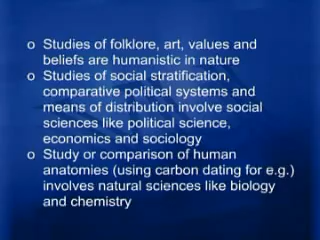 o Studies of folklore, art, values and
beliefs are humanistic in nature
o Studies of social stratification,
comparative political systems and
means of distribution involve social
sciences like political science,
economics and sociology
o Study or comparison of human
anatomies (using carbon dating for e.g.)
involves natural sciences like biology
and chemistry